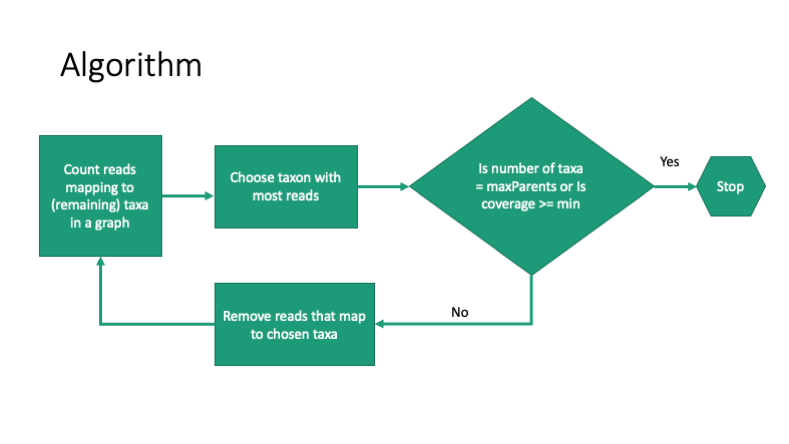 Algorithm
Count reads
mapping to
(remaining) taxa
in a graph
Choose taxon with
most reads
Is number of taxa
= maxParents or Is
coverage >= min
Yes
Stop
No
Remove reads that map
to chosen taxa